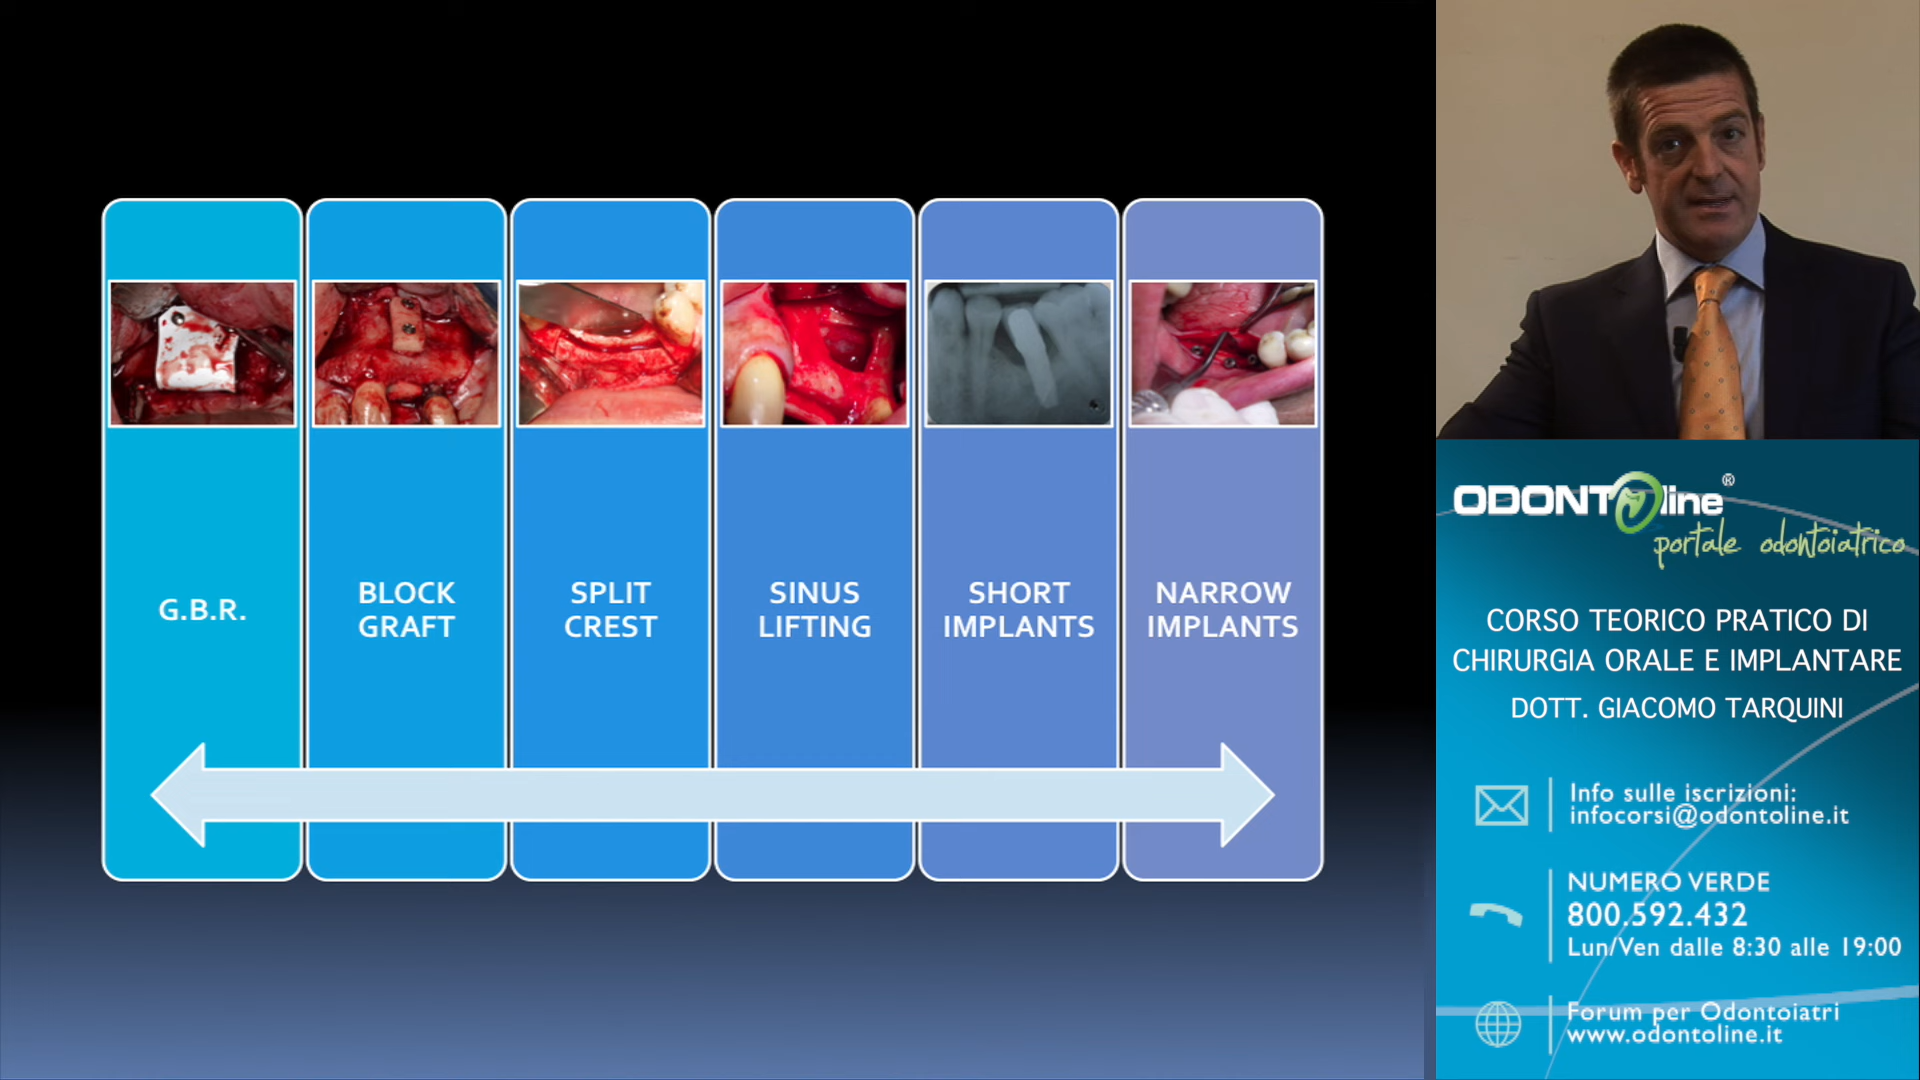 G.B.R.
BLOCK
GRAFT
SPLIT
CREST
SINUS
LIFTING
SHORT
IMPLANTS
NARROW
IMPLANTS
ODONTOline®
portale odontoiatrico
CORSO TEORICO PRATICO DI
CHIRURGIA ORALE E IMPLANTARE
DOTT. GIACOMO TARQUINI
Info sulle iscrizioni:
infocorsi@odontoline.it
NUMERO VERDE
800.592.432
Lun/Ven dalle 8:30 alle 19:00
Forum per Odontoiatri
www.odontoline.it